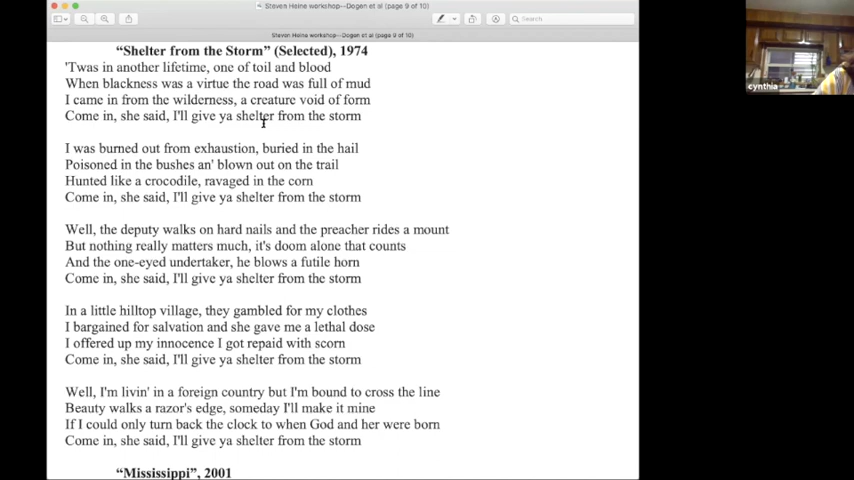 Steven Heine workshop---Dogen et al (page 9 of 10)
Search
Steven Heine workshop---Dogen et al (page 9 of 10)
“Shelter from the Storm” (Selected), 1974
'Twas in another lifetime, one of toil and blood
When blackness was a virtue the road was full of mud
I came in from the wilderness, a creature void of form
Come in, she said, I'll give ya shelter from the storm
I was burned out from exhaustion, buried in the hail
Poisoned in the bushes an' blown out on the trail
Hunted like a crocodile, ravaged in the corn
Come in, she said, I'll give ya shelter from the storm
Well, the deputy walks on hard nails and the preacher rides a mount
But nothing really matters much, it's doom alone that counts
And the one-eyed undertaker, he blows a futile horn
Come in, she said, I'll give ya shelter from the storm
In a little hilltop village, they gambled for my clothes
I bargained for salvation and she gave me a lethal dose
I offered up my innocence I got repaid with scorn
Come in, she said, I'll give ya shelter from the storm
Well, I'm livin' in a foreign country but I'm bound to cross the line
Beauty walks a razor's edge, someday I'll make it mine
If I could only turn back the clock to when God and her were born
Come in, she said, I'll give ya shelter from the storm
“Mississippi”, 2001
cynthia